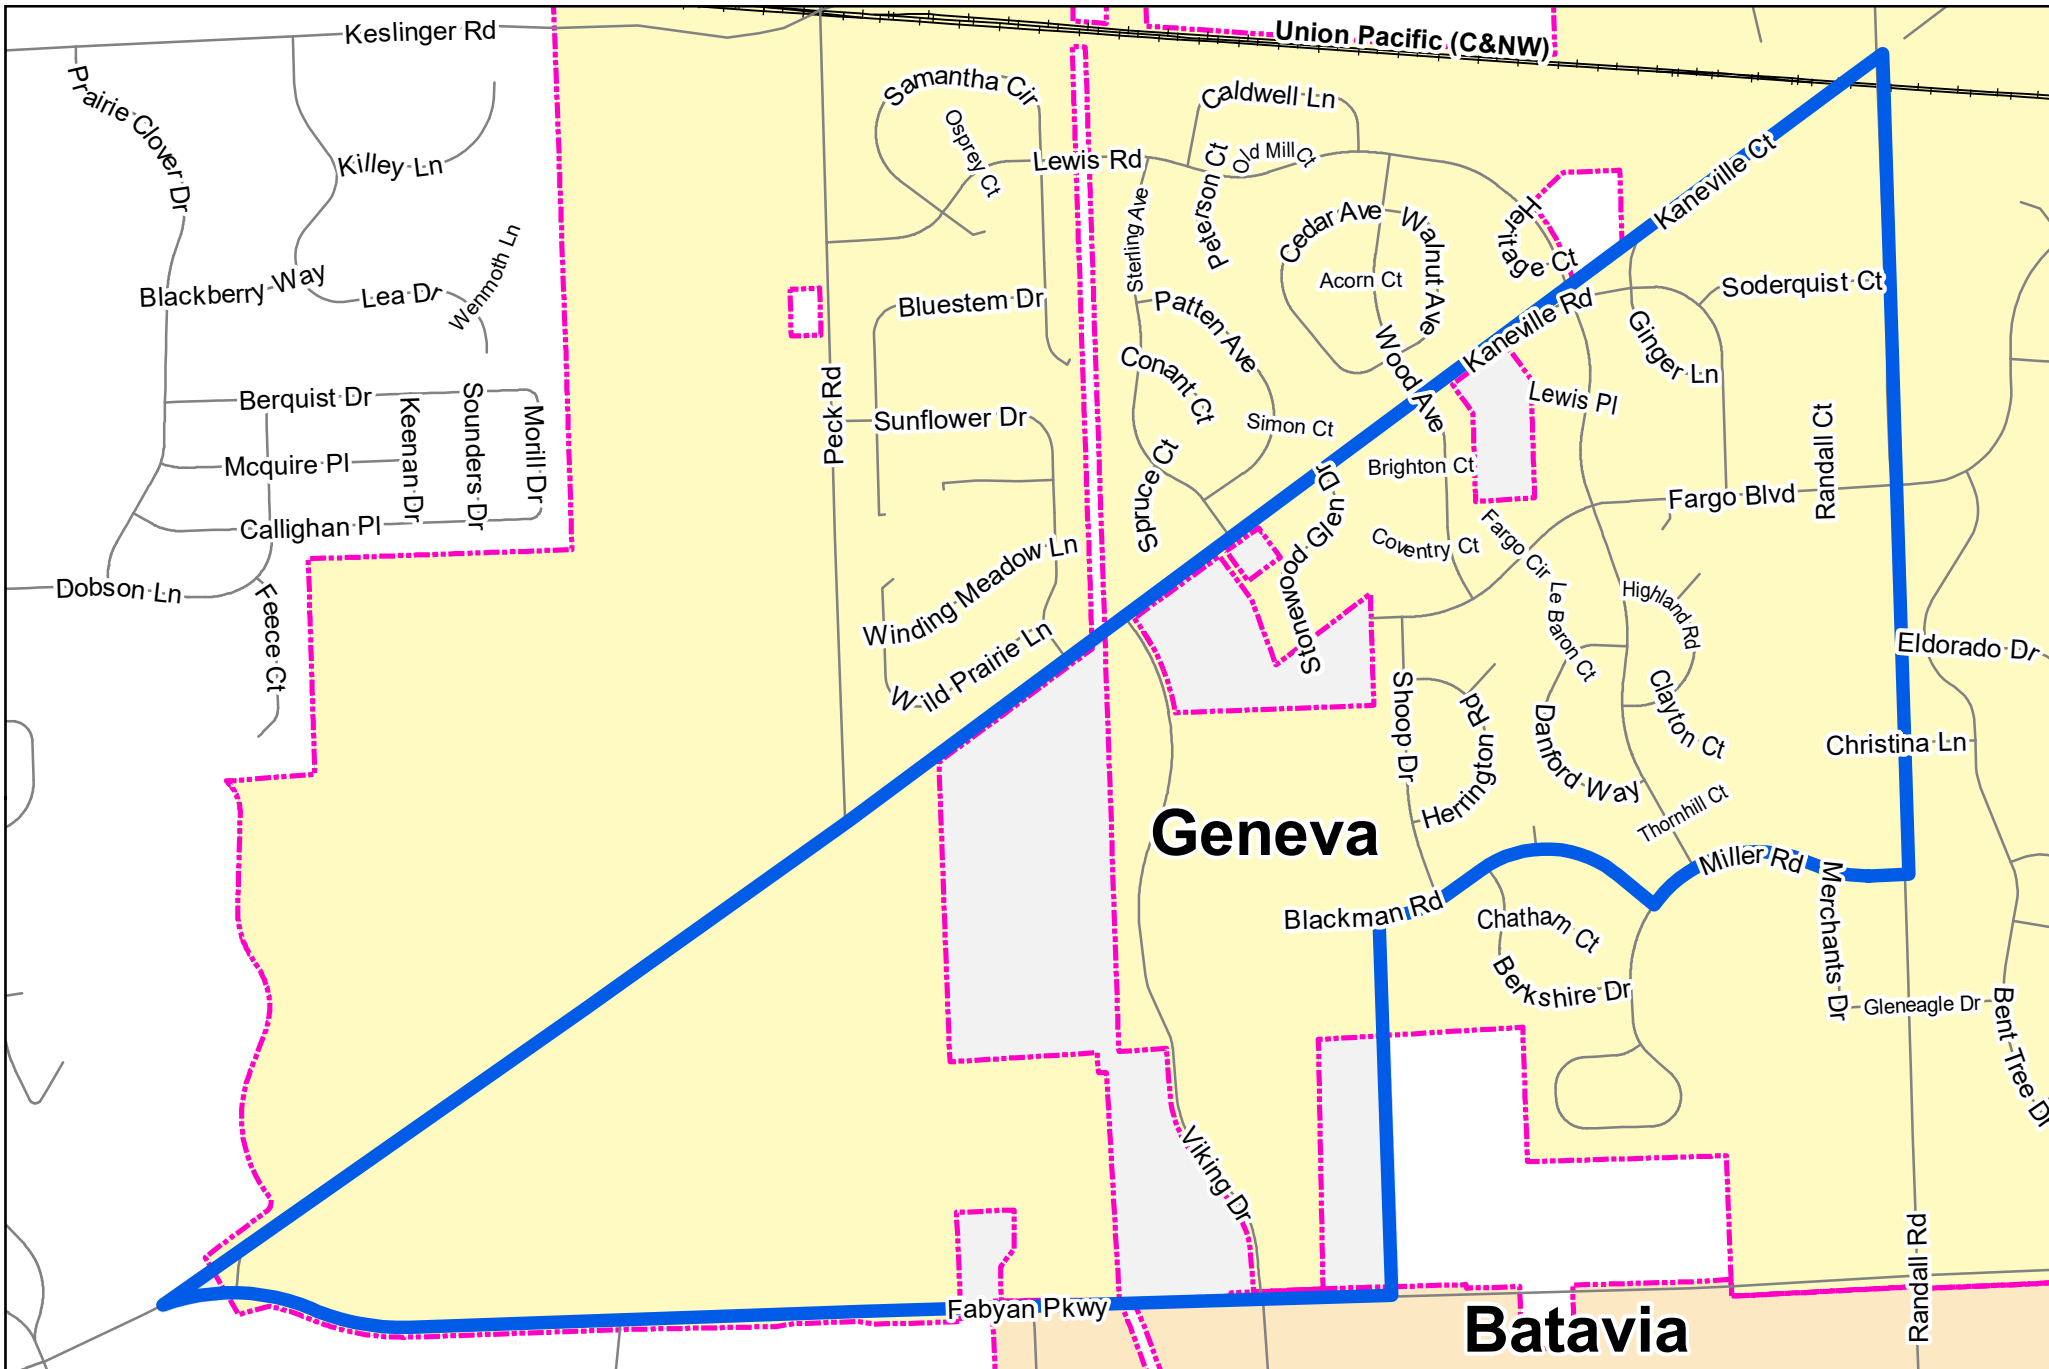 Keslinger Rd
Union Pacific (C&NW)
Prairie Clover Dr
Killey Ln
Samantha Cir
Osprey Ct
Lewis Rd
Caldwell Ln
Old Mill Ct
Peterson Ct
Sterling Ave
Kaneville Ct
Cedar Ave
Walnut Ave
Acorn Ct
Heritage Ct
Blackberry Way
Lea Dr
Wenmoth Ln
Bluestem Dr
Patten Ave
Kaneville Rd
Soderquist Ct
Ginger Ln
Conant Ct
Wood Ave
Lewis Pl
Berquist Dr
Keenan Dr
Sounders Dr
Morill Dr
Peck Rd
Sunflower Dr
Simon Ct
Randall Ct
Mcquire Pl
Callighan Pl
Spruce Ct
Brighton Ct
Fargo Blvd
Stonewood Glen Dr
Coventry Ct
Fargo Cir
Winding Meadow Ln
Dobson Ln
Feece Ct
Le Baron Ct
Highland Rd
Wild Prairie Ln
Eldorado Dr
Shoop Dr
Herrington Rd
Danford Way
Clayton Ct
Christina Ln
Thornhill Ct
Geneva
Blackman Rd
Miller Rd
Merchants Dr
Chatham Ct
Berkshire Dr
Gleneagle Dr
Bent Tree Dr
Viking Dr
Randall Rd
Fabyan Pkwy
Batavia